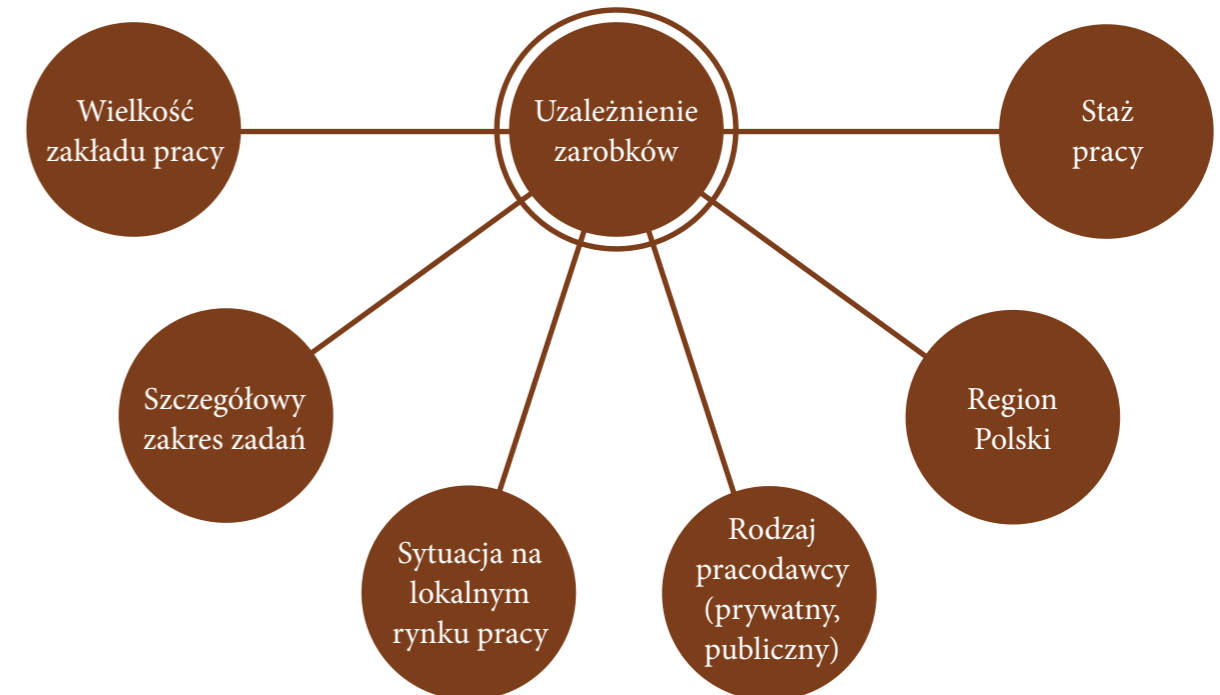 Wielkość
zakładu pracy
Uzależnienie
zarobków
Staż
pracy
Szczegółowy
zakres zadań
Region
Polski
Sytuacja na
lokalnym
rynku pracy
Rodzaj
pracodawcy
(prywatny,
publiczny)